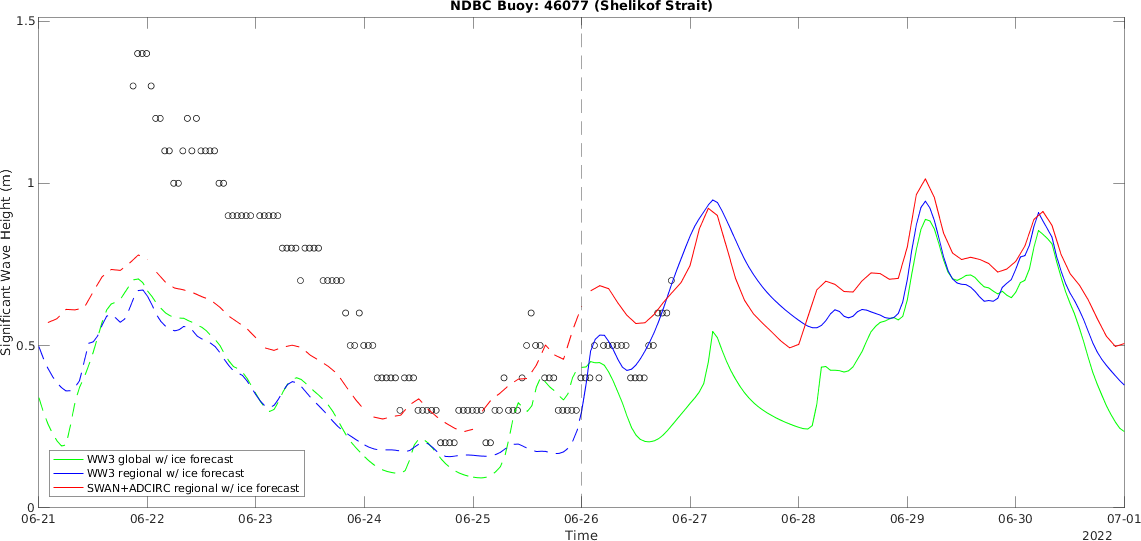 NDBC Buoy: 46077 (Shelikof Strait)
1.5
1
0.5
0
Significant Wave Height (m)
WW3 global w/ ice forecast
WW3 regional w/ ice forecast
SWAN+ADCIRC regional w/ ice forecast
06-21 06-22 06-23 06-24 06-25 06-26 06-27 06-28 06-29 06-30 07-01
Time
2022